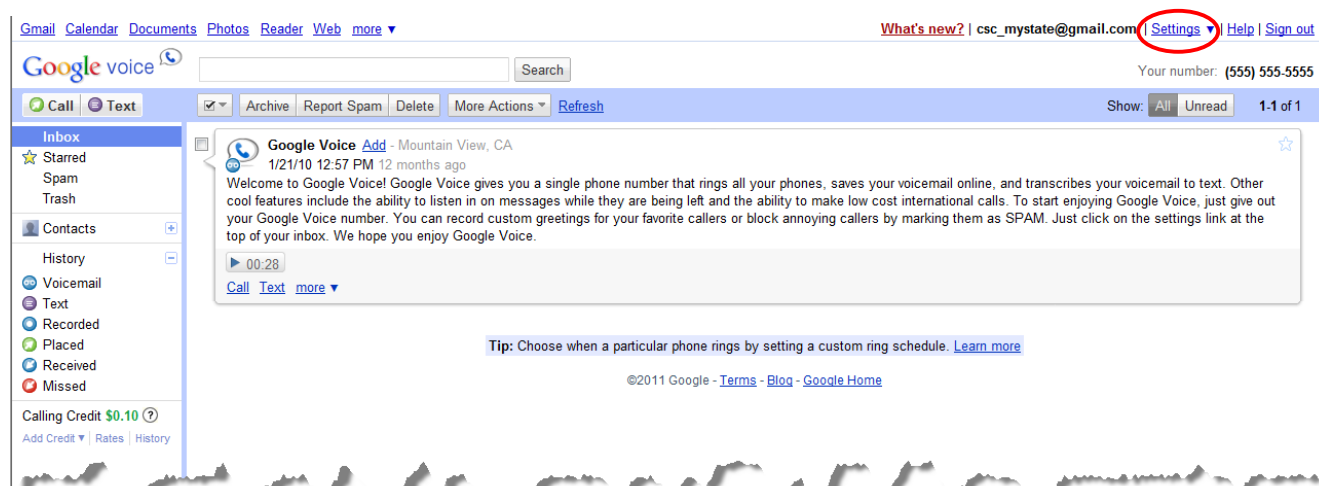 Gmail Calendar Documents Photos Reader Web more ▼ What's new? | csc_mystate@gmail.com | Settings ▼ | Help | Sign out
Google voice Search Your number: (555) 555-5555
Call Text Archive Report Spam Delete More Actions Refresh Show: All Unread 1-1 of 1
Inbox
Starred
Spam
Trash
Contacts
History
Voicemail
Text
Recorded
Placed
Received
Missed
Calling Credit $0.10 ?
Add Credit ▼ | Rates | History
Google Voice Add - Mountain View, CA
1/21/10 12:57 PM 12 months ago
Welcome to Google Voice! Google Voice gives you a single phone number that rings all your phones, saves your voicemail online, and transcribes your voicemail to text. Other
cool features include the ability to listen in on messages while they are being left and the ability to make low cost international calls. To start enjoying Google Voice, just give out
your Google Voice number. You can record custom greetings for your favorite callers or block annoying callers by marking them as SPAM. Just click on the settings link at the
top of your inbox. We hope you enjoy Google Voice.
00:28
Call Text more ▼
Tip: Choose when a particular phone rings by setting a custom ring schedule. Learn more
©2011 Google - Terms - Blog - Google Home